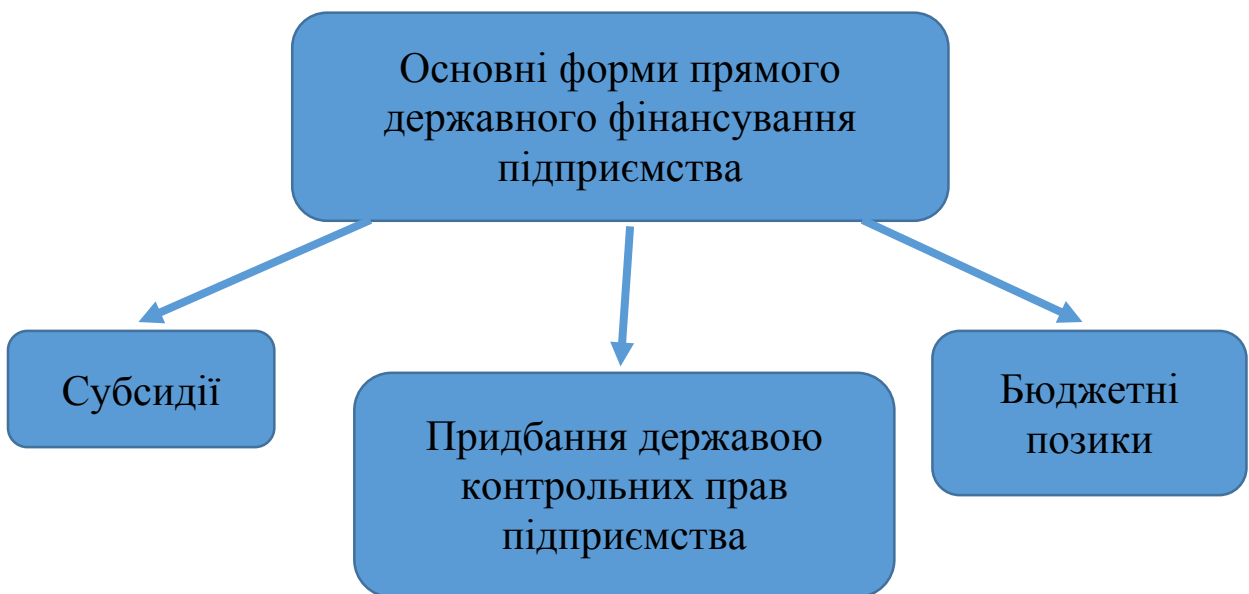 Основні форми прямого
державного фінансування
підприємства
Субсидії
Придбання державою
контрольних прав
підприємства
Бюджетні
позики